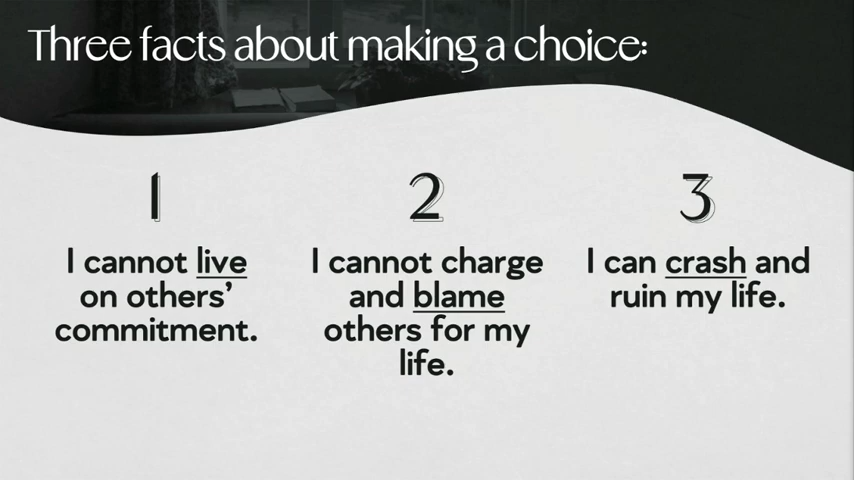 Three facts about making a choice:
1
I cannot live
on others’
commitment.
2
I cannot charge
and blame
others for my
life.
3
I can crash and
ruin my life.